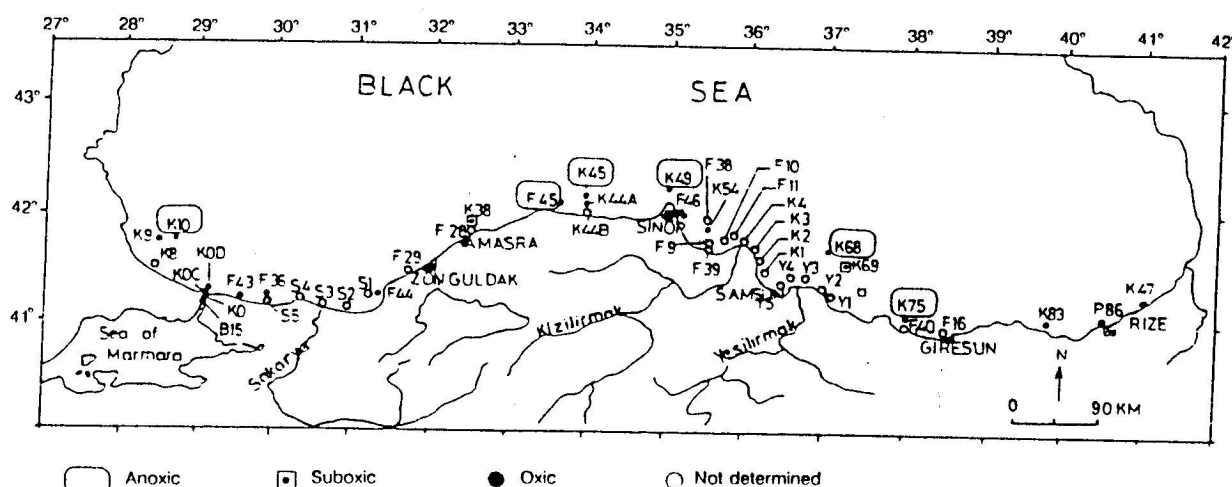 27° 28° 29° 30° 31° 32° 33° 34° 35° 36° 37° 38° 39° 40° 41° 42°
43°
BLACK SEA
42°
K9 K10 K8
K0D
K0C
K0
B15
F43 F36 S5 S4 S3 S2 S1 F44
F29 F28 K38
ZONGULDAK
AMASRA
F45
K45
K44A
K44B
K49
F46
SINOP
F38
K54
F9
F39
F10
F11
K4
K3
K2
K1
SAMSUN
Y5
Y4 Y3 Y2 Y1
K68
K69
K75
F40 F16
GIRESUN
K83
P86
K47
RIZE
41°
Sea of
Marmara
Sakarya
Kızılırmak
Yeşilırmak
N
0 90 KM
Anoxic Suboxic Oxic Not determined